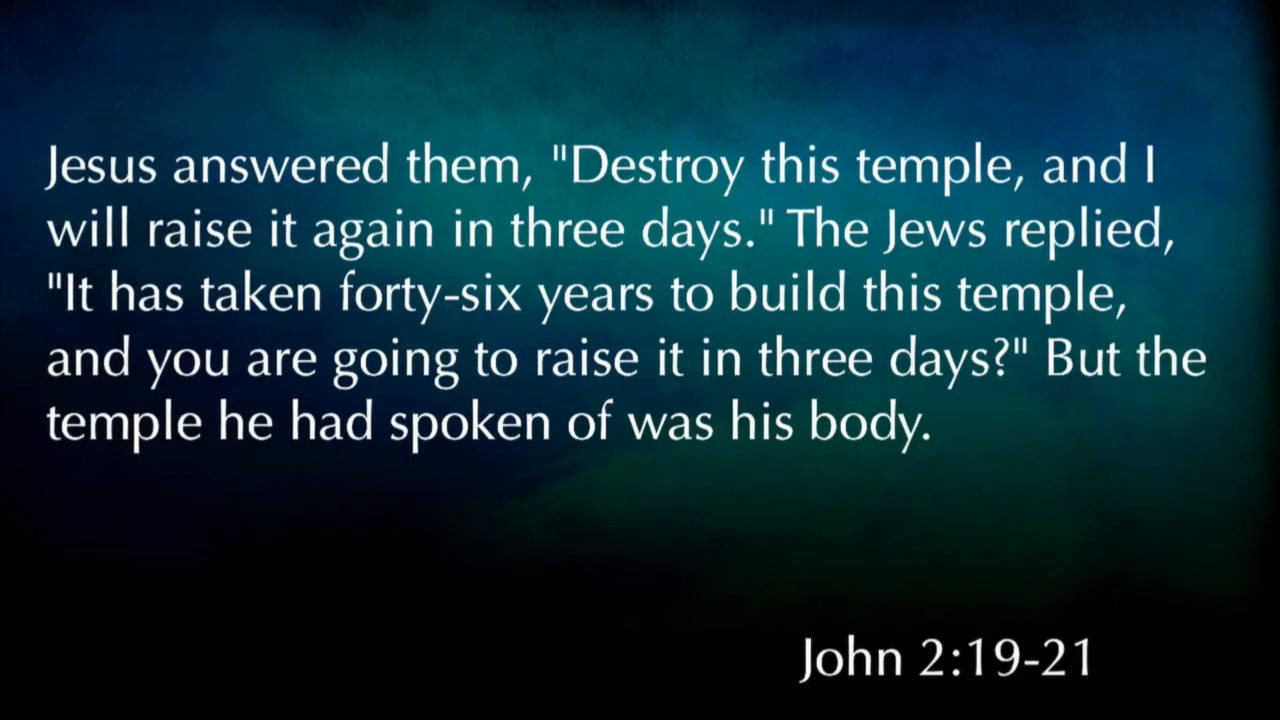 Jesus answered them, "Destroy this temple, and I
will raise it again in three days." The Jews replied,
"It has taken forty-six years to build this temple,
and you are going to raise it in three days?" But the
temple he had spoken of was his body.
John 2:19-21